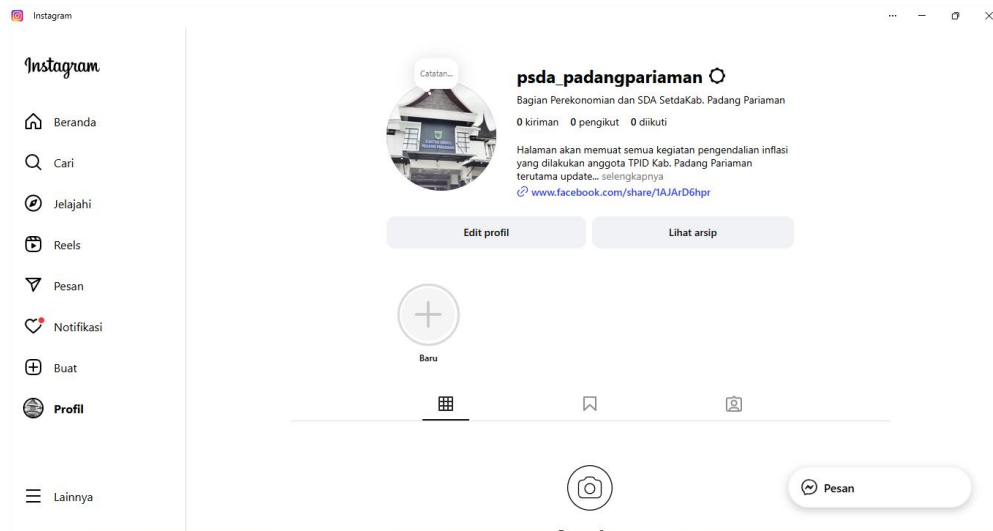 Instagram
Instagram
Beranda
Cari
Jelajahi
Reels
Pesan
Notifikasi
Buat
Profil
Lainnya
Catatan...
psda_padangpariaman
Bagian Perekonomian dan SDA SetdaKab. Padang Pariaman
0 kiriman 0 pengikut 0 diikuti
Halaman akan memuat semua kegiatan pengendalian inflasi
yang dilakukan anggota TPID Kab. Padang Pariaman
terutama update... selengkapnya
www.facebook.com/share/1AJArD6hpr
Edit profil
Lihat arsip
Baru
Pesan